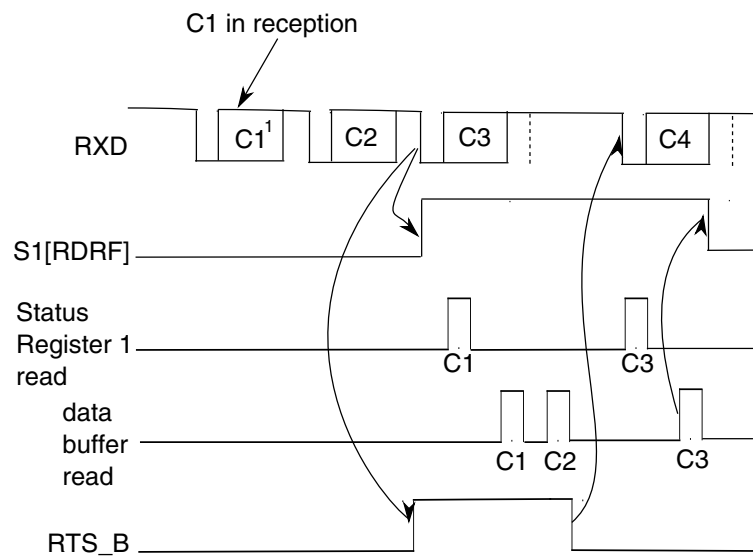 C1 in reception
RXD
C1¹
C2
C3
C4
S1[RDRF]
Status
Register 1
read
C1
C3
data
buffer
read
C1
C2
C3
RTS_B